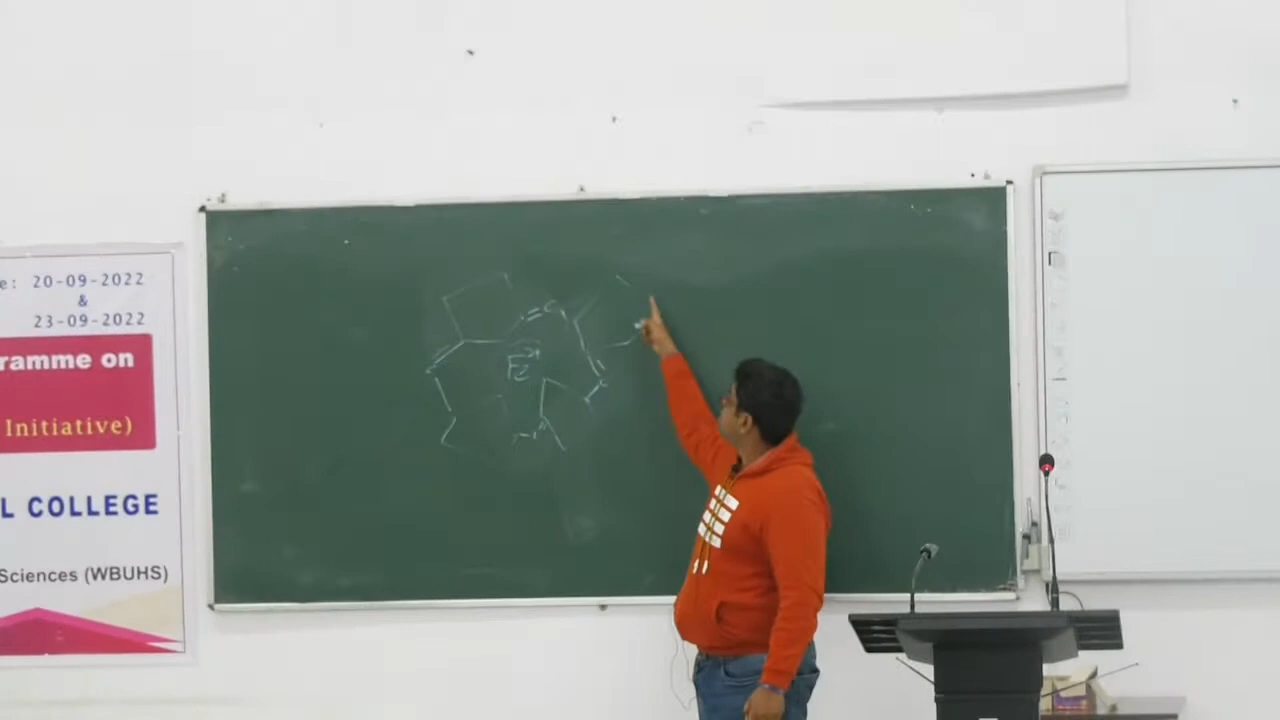 e: 20-09-2022
&
23-09-2022
ramme on
Initiative)
L COLLEGE
Sciences (WBUHS)